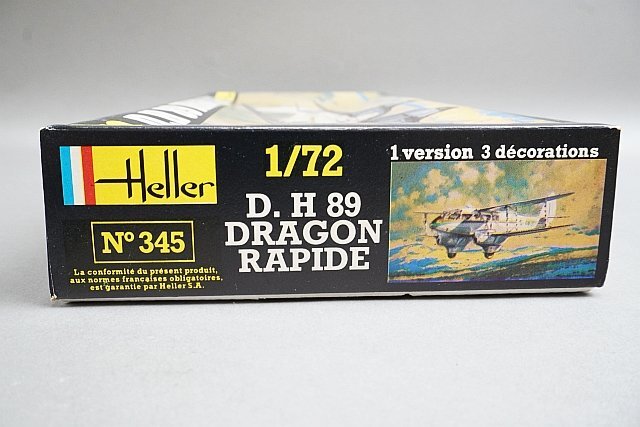 Heller
Nº 345
La conformité du présent produit,
aux normes françaises obligatoires,
est garantie par Heller S.A.
1/72
D. H 89
DRAGON
RAPIDE
1 version 3 décorations